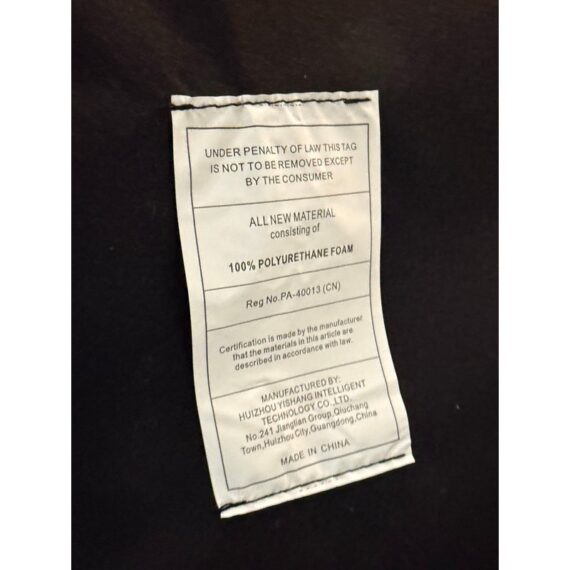 UNDER PENALTY OF LAW THIS TAG
IS NOT TO BE REMOVED EXCEPT
BY THE CONSUMER
ALL NEW MATERIAL
consisting of
100% POLYURETHANE FOAM
Reg No.PA-40013 (CN)
Certification is made by the manufacturer
that the materials in this article are
described in accordance with law.
MANUFACTURED BY:
HUIZHOU YISHANG INTELLIGENT
TECHNOLOGY CO.,LTD.
No.241 Jianglian Group,Qiuchang
Town,Huizhou City,Guangdong,China
MADE IN CHINA